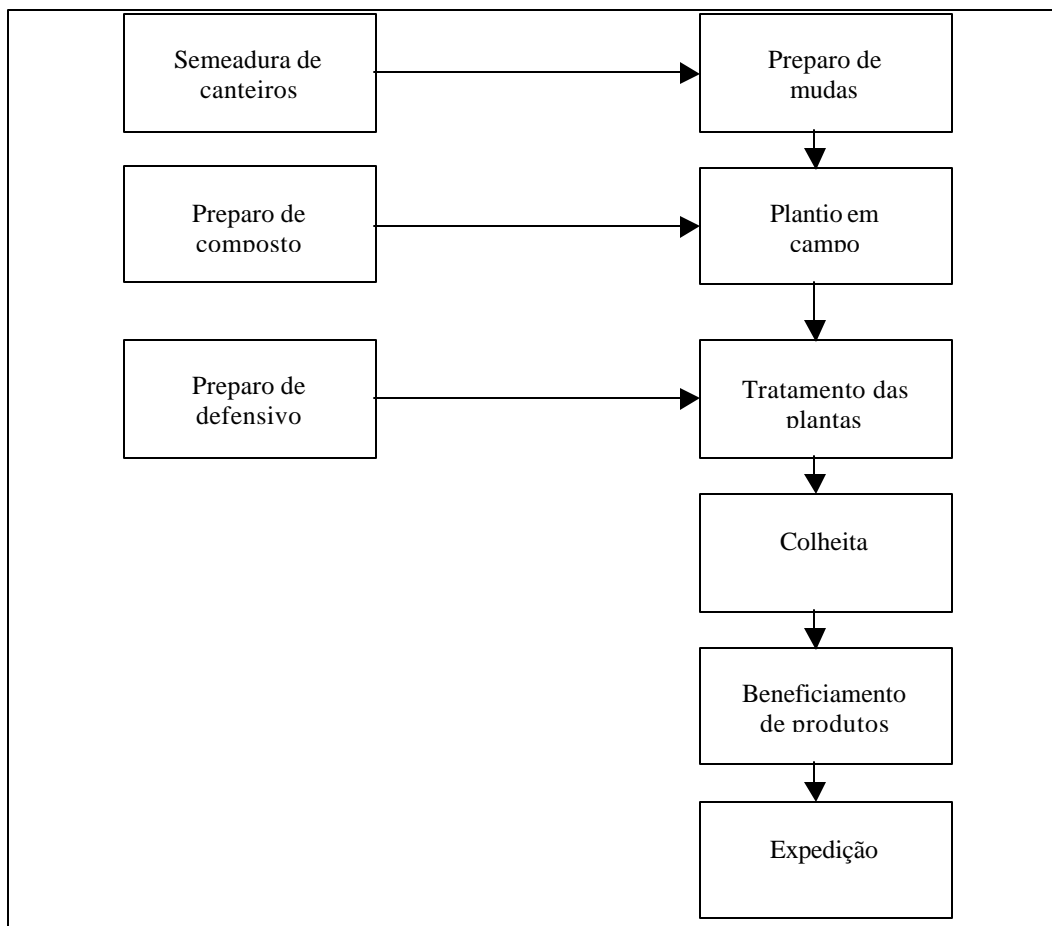 Semeadura de
canteiros
Preparo de
mudas
Preparo de
composto
Plantio em
campo
Preparo de
defensivo
Tratamento das
plantas
Colheita
Beneficiamento
de produtos
Expedição